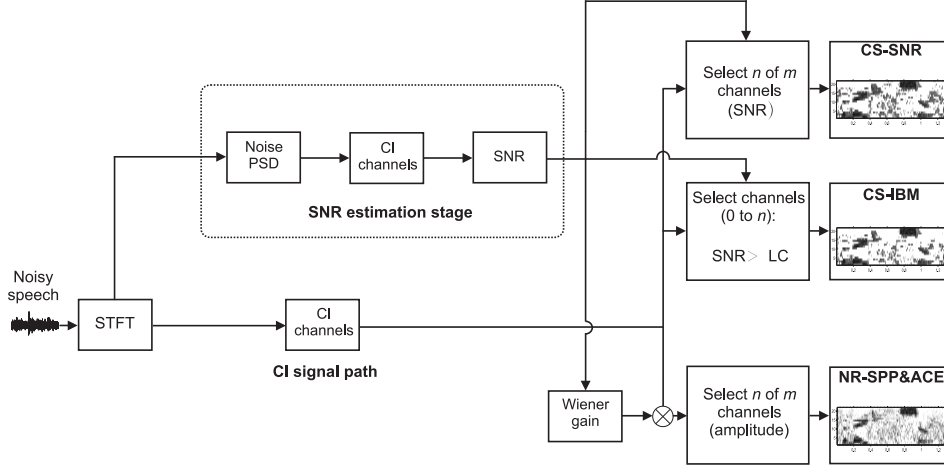 CS-SNR
Select n of m
channels
(SNR)
Noise
PSD
CI
channels
SNR
SNR estimation stage
CS-IBM
Select channels
(0 to n):
SNR> LC
Noisy
speech
STFT
CI
channels
CI signal path
NR-SPP&ACE
Wiener
gain
Select n of m
channels
(amplitude)